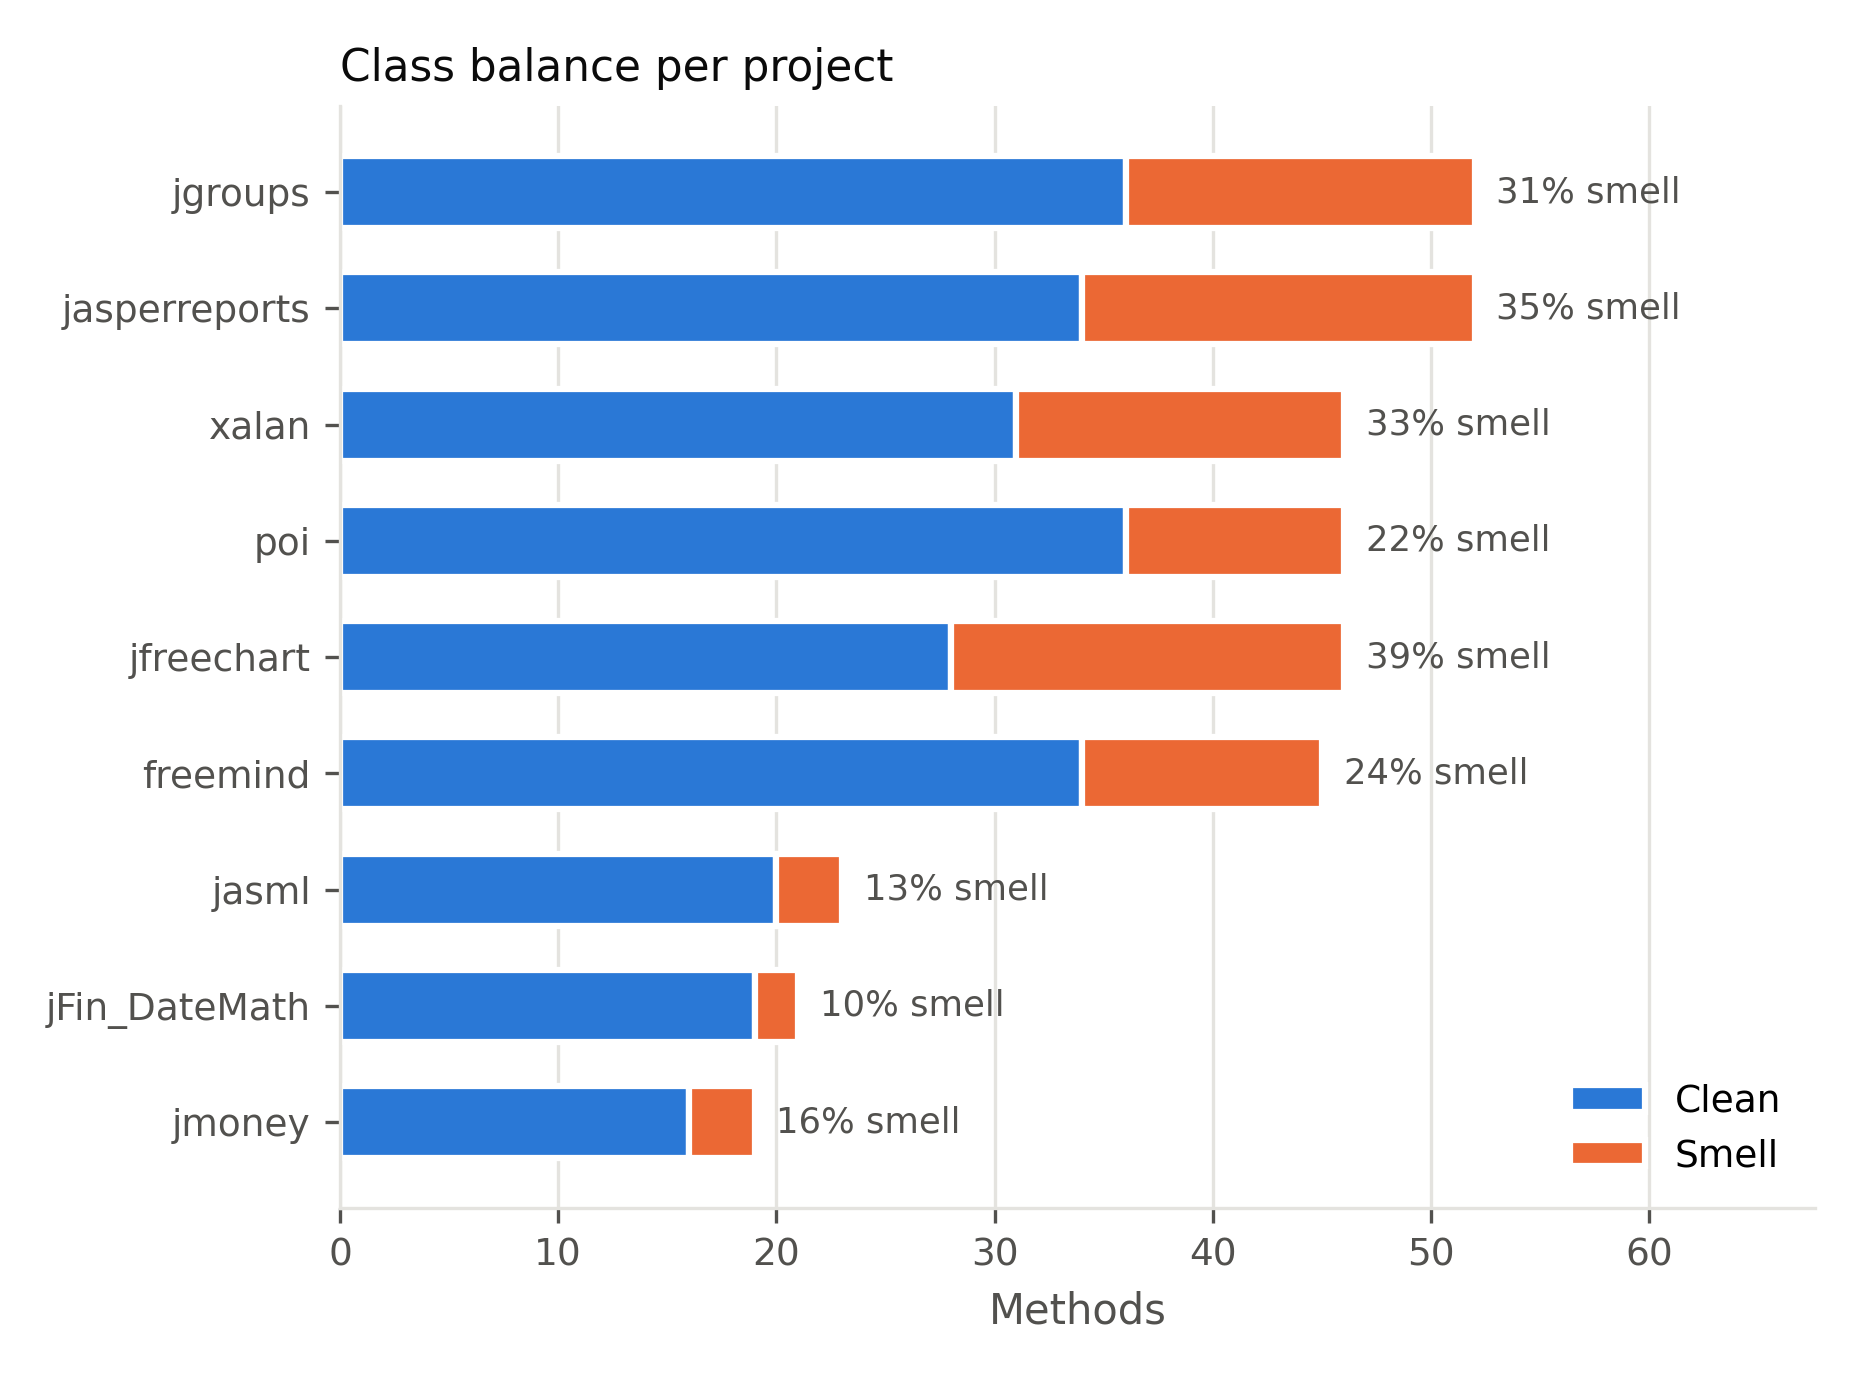 Class balance per project
jgroups
31% smell
jasperreports
35% smell
xalan
33% smell
poi
22% smell
jfreechart
39% smell
freemind
24% smell
jasml
13% smell
jFin_DateMath
10% smell
jmoney
16% smell
Clean
Smell
0 10 20 30 40 50 60
Methods